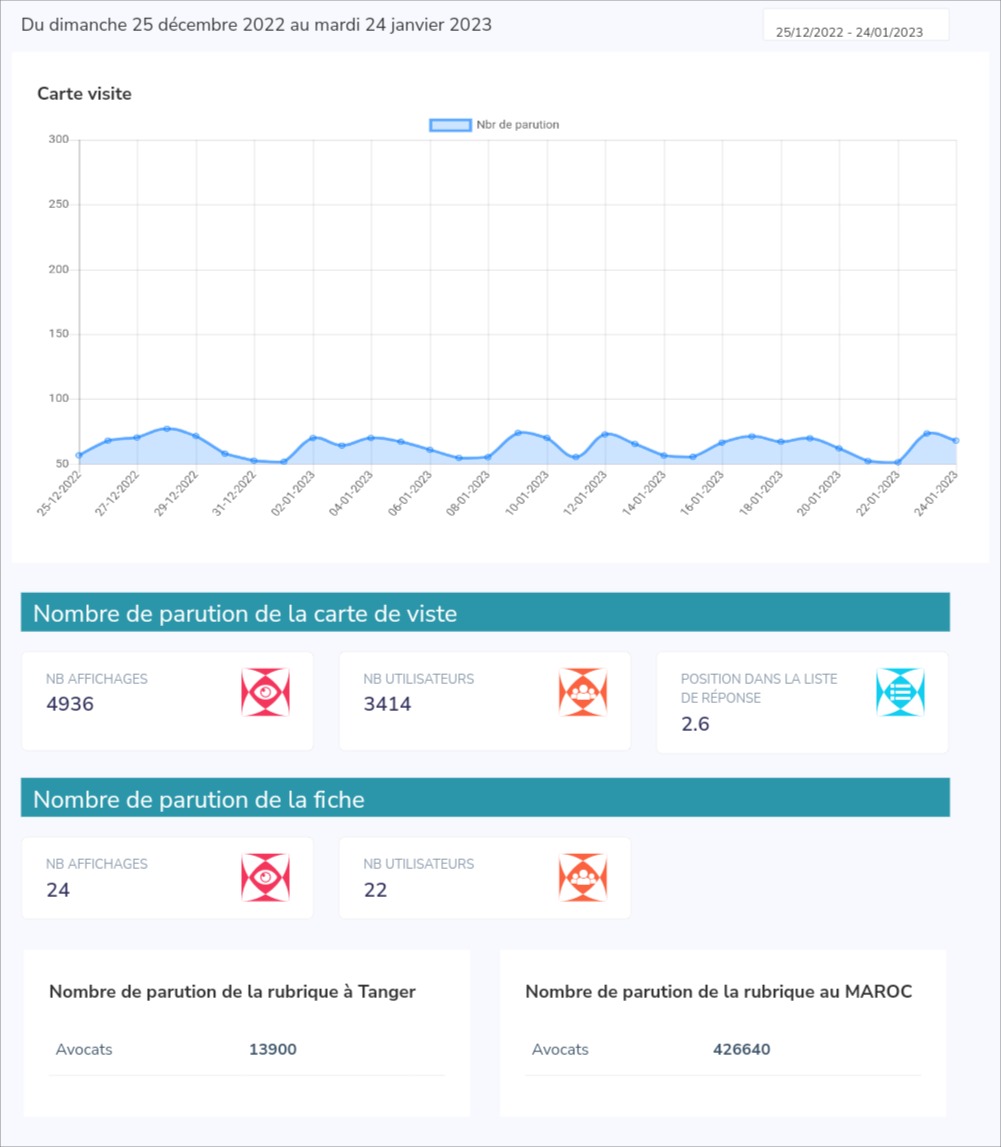 Du dimanche 25 décembre 2022 au mardi 24 janvier 2023
25/12/2022 - 24/01/2023
Carte visite
Nbr de parution
300
250
200
150
100
50
25-12-2022
27-12-2022
29-12-2022
31-12-2022
02-01-2023
04-01-2023
06-01-2023
08-01-2023
10-01-2023
12-01-2023
14-01-2023
16-01-2023
18-01-2023
20-01-2023
22-01-2023
24-01-2023
Nombre de parution de la carte de viste
NB AFFICHAGES
4936
NB UTILISATEURS
3414
POSITION DANS LA LISTE
DE RÉPONSE
2.6
Nombre de parution de la fiche
NB AFFICHAGES
24
NB UTILISATEURS
22
Nombre de parution de la rubrique à Tanger
Avocats 13900
Nombre de parution de la rubrique au MAROC
Avocats 426640